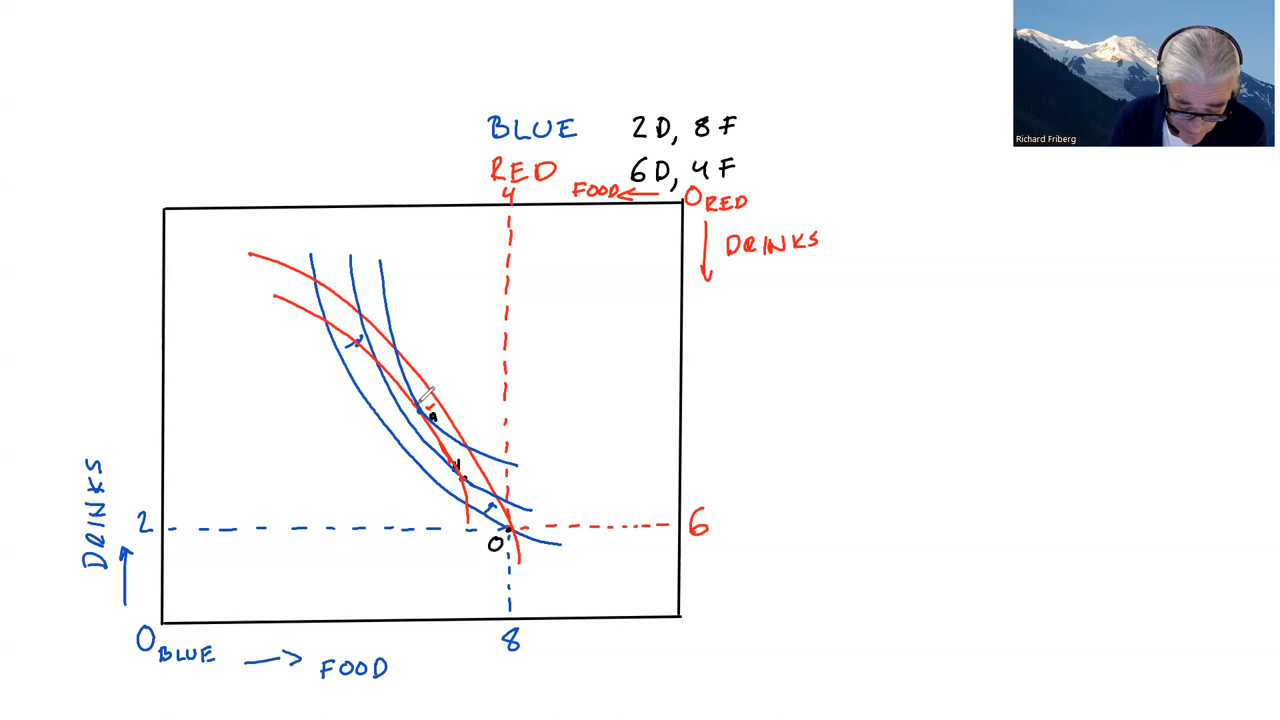 Richard Friberg
BLUE 2D, 8F
RED 6D, 4F
4
FOOD ←
O RED
↓ DRINKS
DRINKS →
2
6
O
O BLUE → FOOD
8